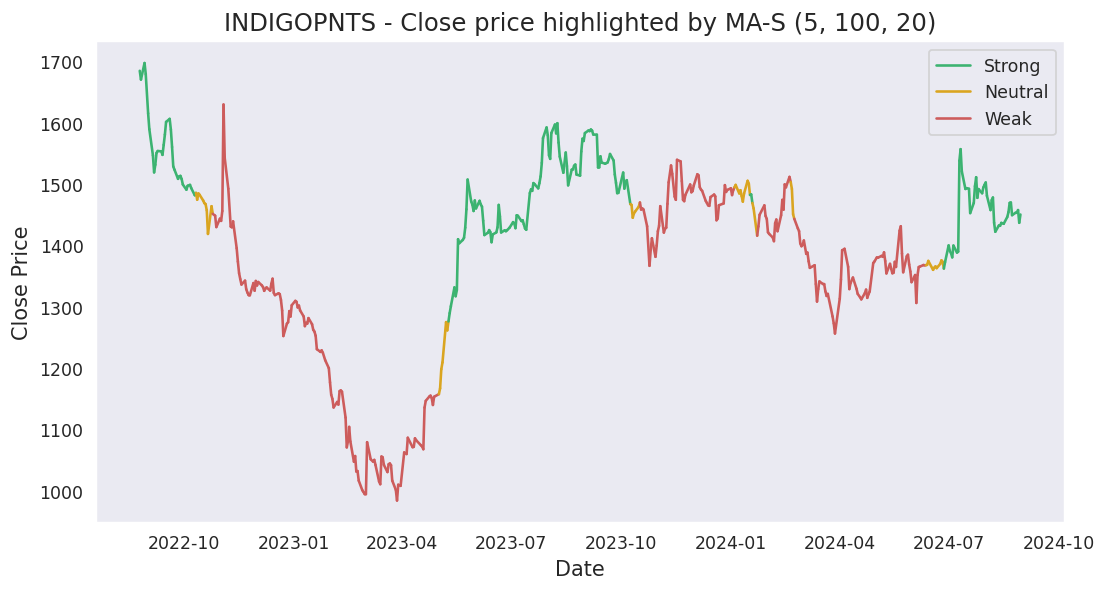 INDIGOPNTS - Close price highlighted by MA-S (5, 100, 20)
Strong
Neutral
Weak
Close Price
1700
1600
1500
1400
1300
1200
1100
1000
2022-10 2023-01 2023-04 2023-07 2023-10 2024-01 2024-04 2024-07 2024-10
Date